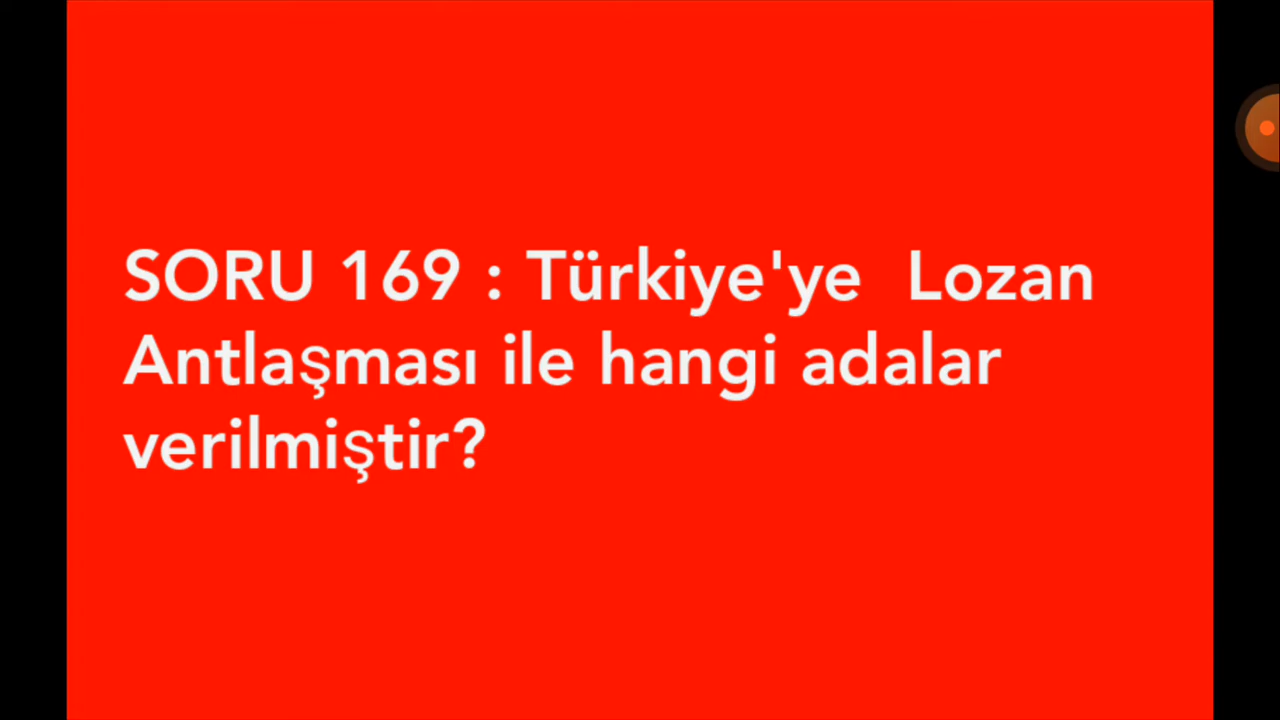 SORU 169 : Türkiye'ye  Lozan
Antlaşması ile hangi adalar
verilmiştir?